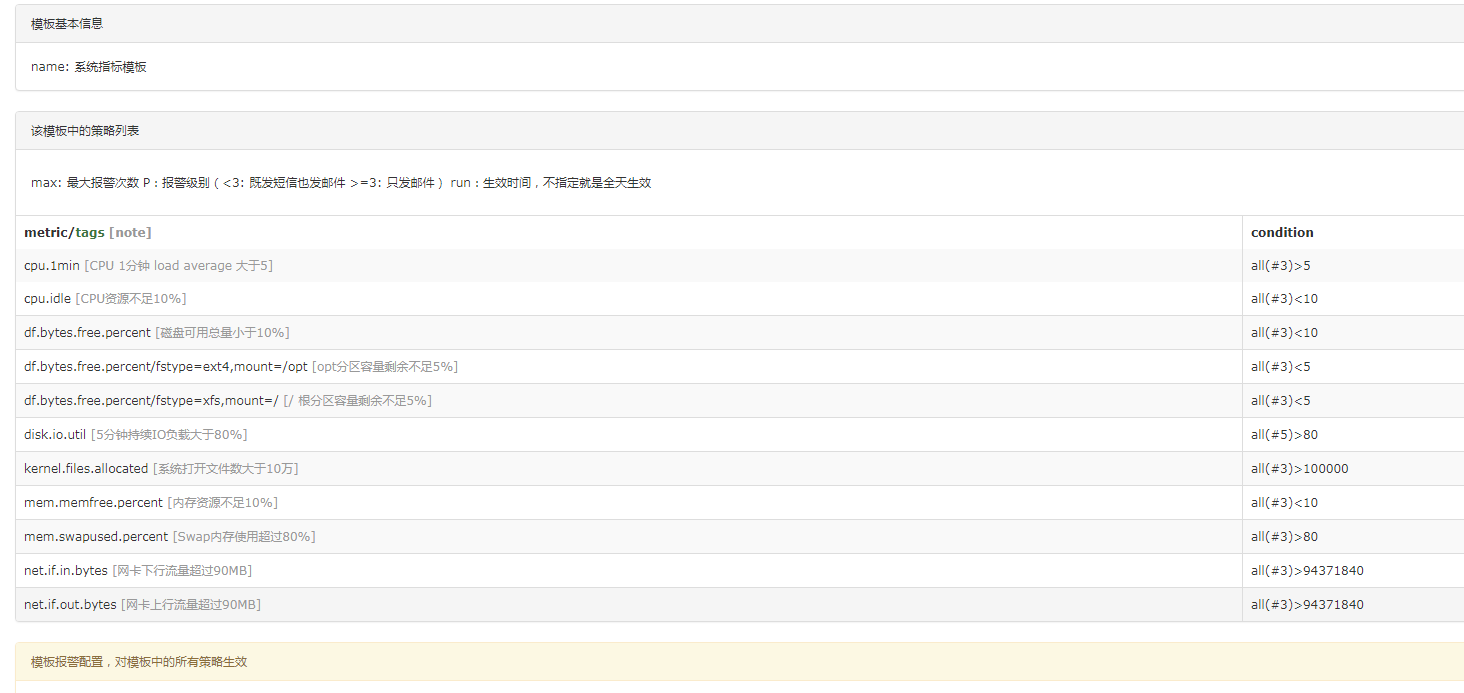 模板基本信息
name: 系统指标模板
该模板中的策略列表
max: 最大报警次数 P：报警级别（<3: 既发短信也发邮件 >=3: 只发邮件） run：生效时间，不指定就是全天生效
metric/tags [note] condition
cpu.1min [CPU 1分钟 load average 大于5] all(#3)>5
cpu.idle [CPU资源不足10%] all(#3)<10
df.bytes.free.percent [磁盘可用总量小于10%] all(#3)<10
df.bytes.free.percent/fstype=ext4,mount=/opt [opt分区容量剩余不足5%] all(#3)<5
df.bytes.free.percent/fstype=xfs,mount=/ [/ 根分区容量剩余不足5%] all(#3)<5
disk.io.util [5分钟持续IO负载大于80%] all(#5)>80
kernel.files.allocated [系统打开文件数大于10万] all(#3)>100000
mem.memfree.percent [内存资源不足10%] all(#3)<10
mem.swapused.percent [Swap内存使用超过80%] all(#3)>80
net.if.in.bytes [网卡下行流量超过90MB] all(#3)>94371840
net.if.out.bytes [网卡上行流量超过90MB] all(#3)>94371840
模板报警配置，对模板中的所有策略生效